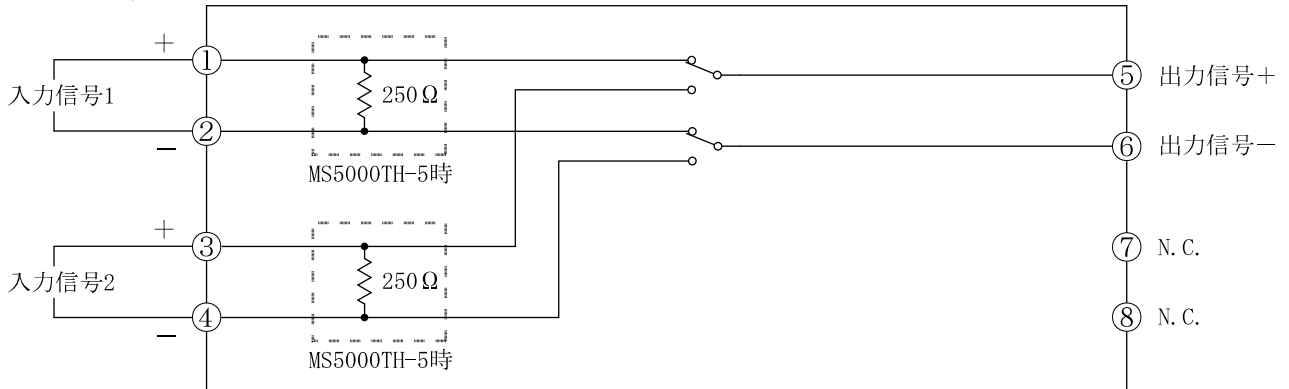 +
①
入力信号1
250Ω
⑤ 出力信号+
②
−
⑥ 出力信号−
MS5000TH-5時
+
③
入力信号2
250Ω
⑦ N.C.
④
−
⑧ N.C.
MS5000TH-5時